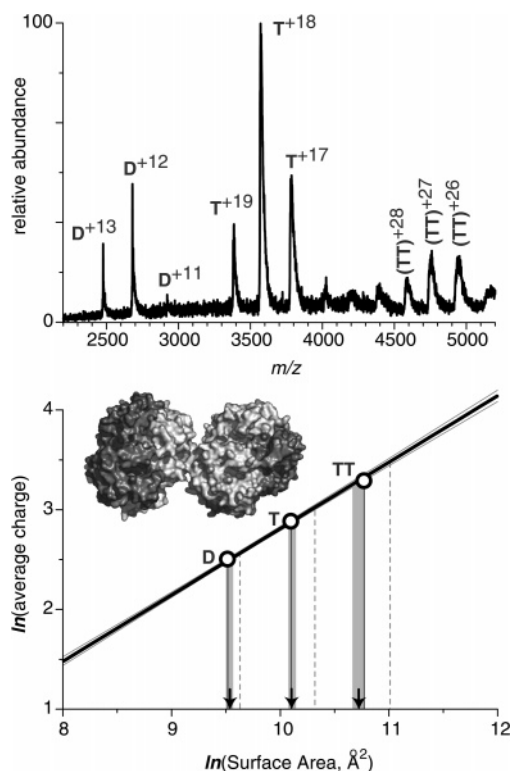 100
relative abundance
0
D+13
D+12
D+11
T+19
T+18
T+17
(TT)+28
(TT)+27
(TT)+26
2500 3000 3500 4000 4500 5000
m/z
4
3
2
1
ln(average charge)
D
T
TT
8 9 10 11 12
ln(Surface Area, Å2)